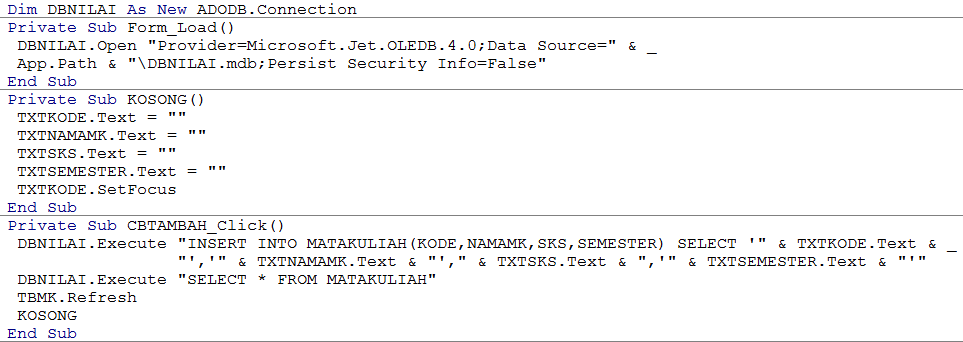 Dim DBNILAI As New ADODB.Connection
Private Sub Form_Load()
DBNILAI.Open "Provider=Microsoft.Jet.OLEDB.4.0;Data Source=" & _
App.Path & "\DBNILAI.mdb;Persist Security Info=False"
End Sub
Private Sub KOSONG()
TXTKODE.Text = ""
TXTNAMAMK.Text = ""
TXTSKS.Text = ""
TXTSEMESTER.Text = ""
TXTKODE.SetFocus
End Sub
Private Sub CBTAMBAH_Click()
DBNILAI.Execute "INSERT INTO MATAKULIAH(KODE,NAMAMK,SKS,SEMESTER) SELECT '" & TXTKODE.Text & _
"','" & TXTNAMAMK.Text & "'," & TXTSKS.Text & ",'" & TXTSEMESTER.Text & "'"
DBNILAI.Execute "SELECT * FROM MATAKULIAH"
TBMK.Refresh
KOSONG
End Sub